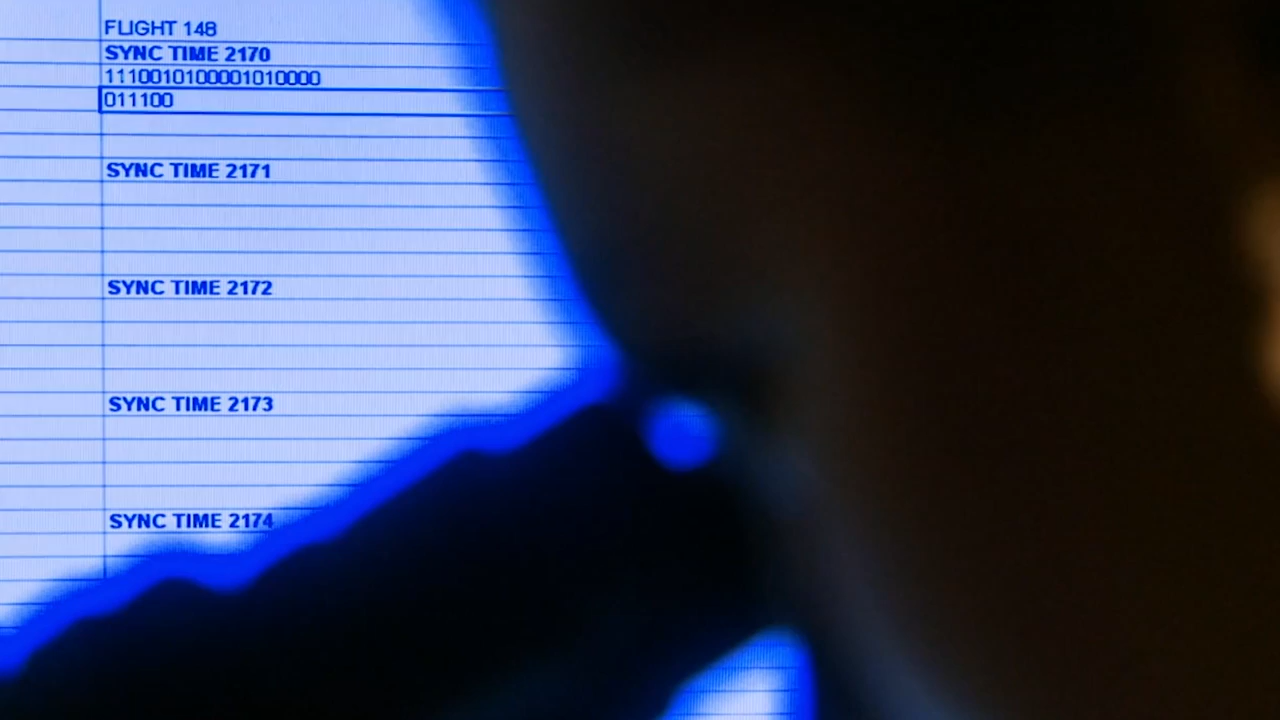 FLIGHT 148
SYNC TIME 2170
1110010100001010000
011100
SYNC TIME 2171
SYNC TIME 2172
SYNC TIME 2173
SYNC TIME 2174